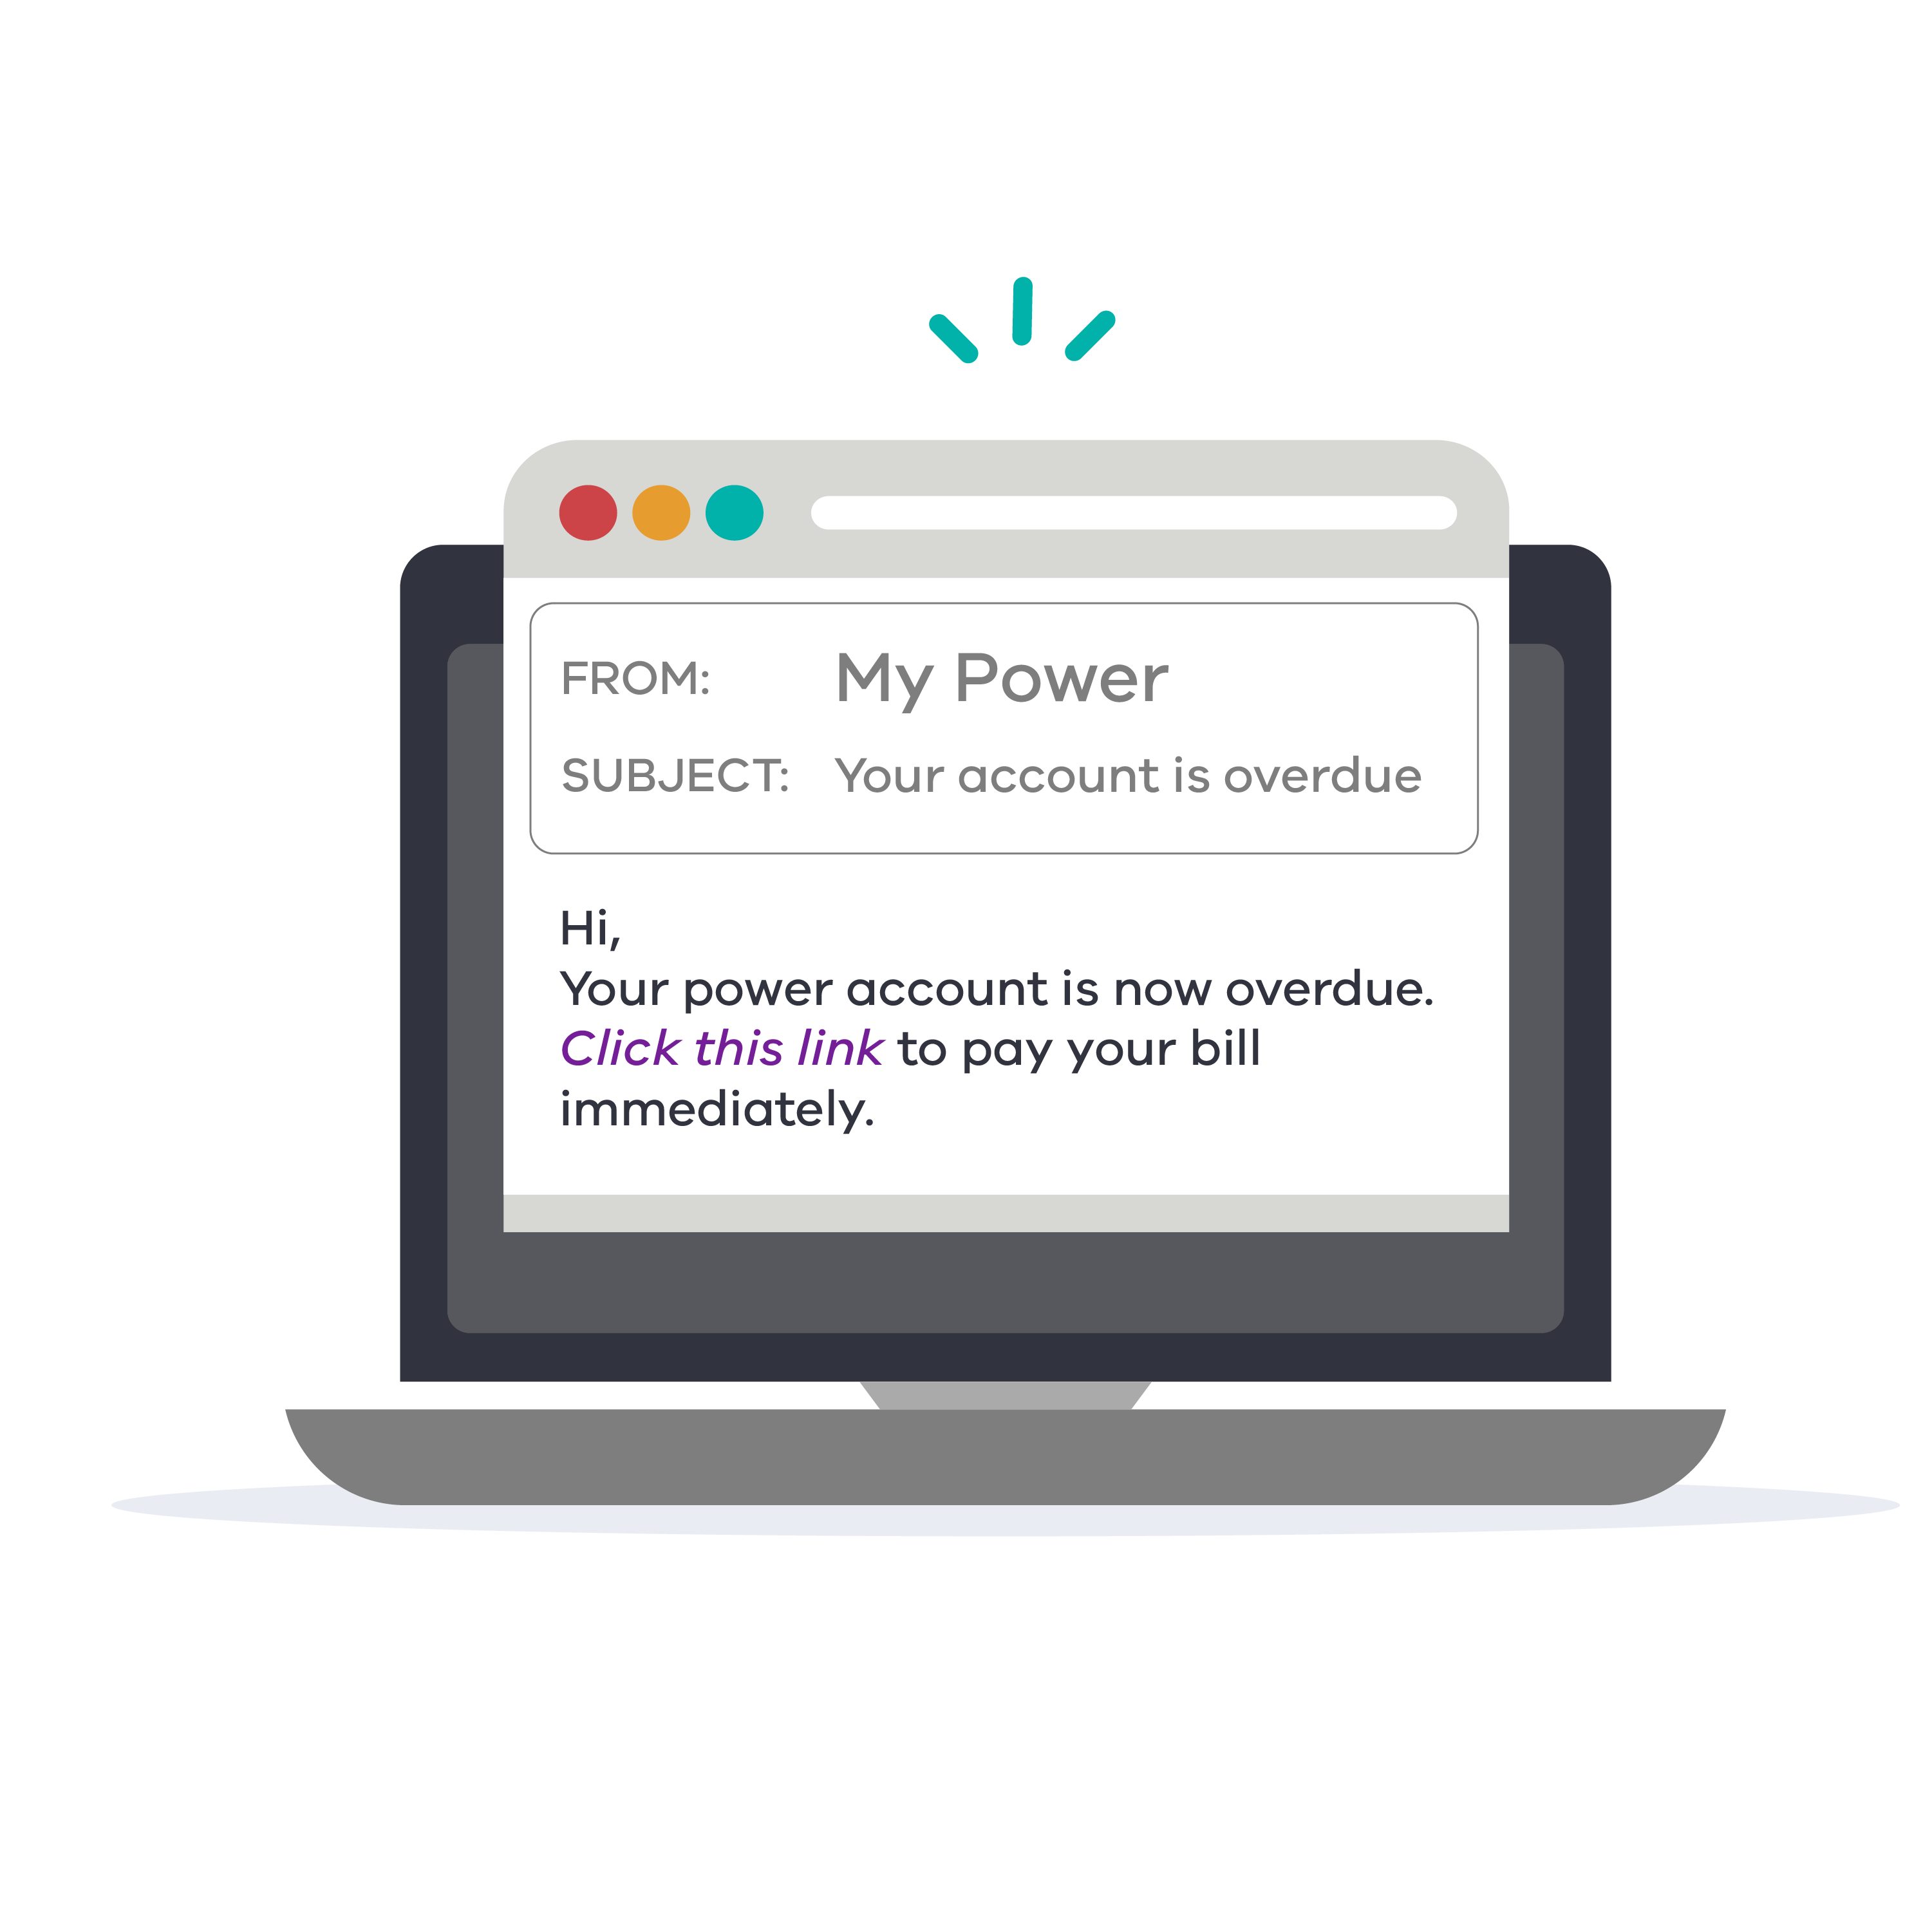 FROM: My Power
SUBJECT: Your account is overdue
Hi,
Your power account is now overdue.
Click this link to pay your bill
immediately.